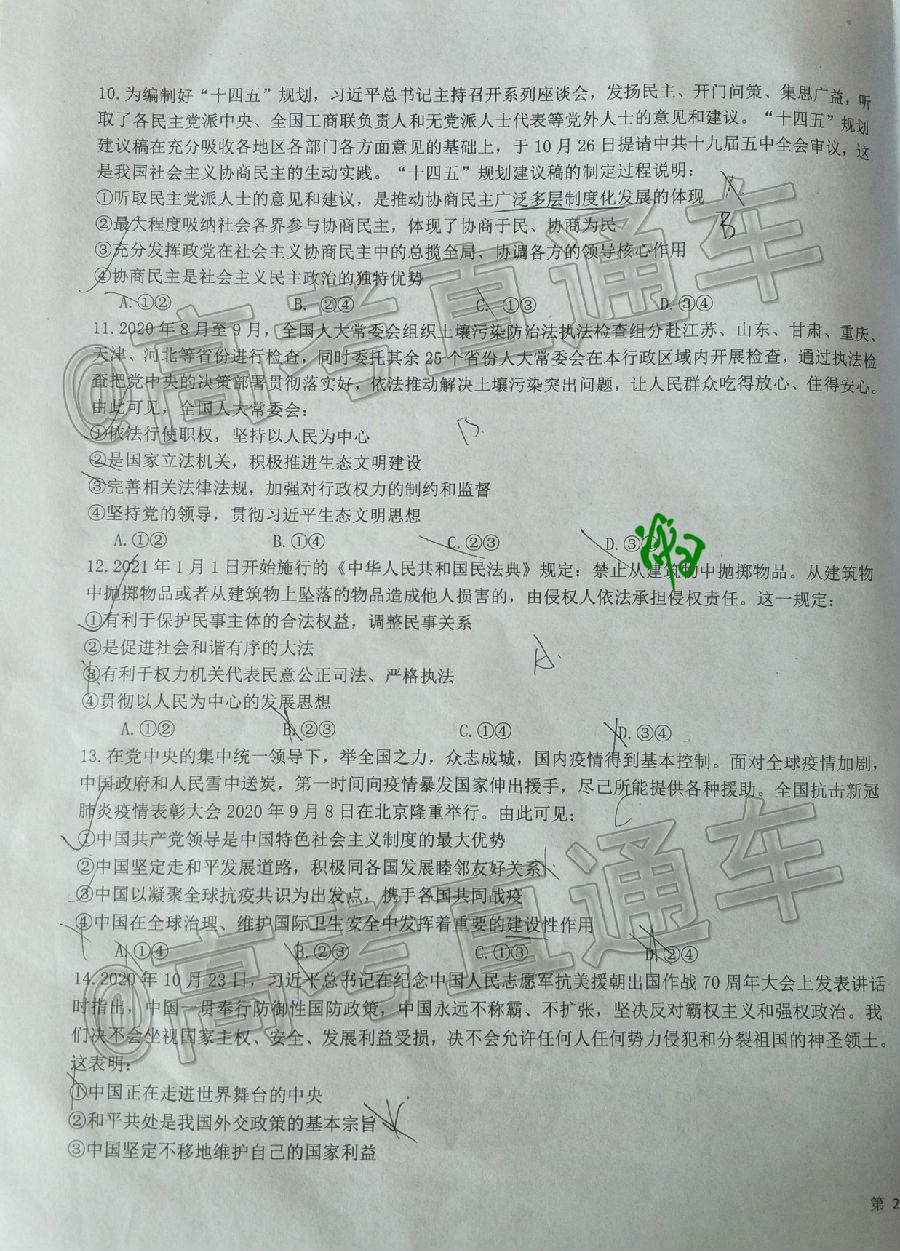 10.为编制好“十四五”规划，习近平总书记主持召开系列座谈会，发扬民主、开门问策、集思广益，听
取了各民主党派中央、全国工商联负责人和无党派人士代表等党外人士的意见和建议。“十四五”规划
建议稿在充分吸收各地区各部门各方面意见的基础上，于10月26日提请中共十九届五中全会审议，这
是我国社会主义协商民主的生动实践。“十四五”规划建议稿的制定过程说明：
①听取民主党派人士的意见和建议，是推动协商民主广泛多层制度化发展的体现
②最大程度吸纳社会各界参与协商民主，体现了协商于民、协商为民
B
③充分发挥政党在社会主义协商民主中的总揽全局、协调各方的领导核心作用
④协商民主是社会主义民主政治的独特优势
A.①② B.②④ C.①③ D.③④
11.2020年8月至9月，全国人大常委会组织土壤污染防治法执法检查组分赴江苏、山东、甘肃、重庆、
天津、河北等省份进行检查，同时委托其余25个省份人大常委会在本行政区域内开展检查，通过执法检
查把党中央的决策部署贯彻落实好，依法推动解决土壤污染突出问题，让人民群众吃得放心、住得安心。
由此可见，全国人大常委会：
①依法行使职权，坚持以人民为中心
B.
②是国家立法机关，积极推进生态文明建设
③完善相关法律法规，加强对行政权力的制约和监督
④坚持党的领导，贯彻习近平生态文明思想
A.①② B.①④ C.②③ D.③
12.2021年1月1日开始施行的《中华人民共和国民法典》规定：禁止从建筑物中抛掷物品。从建筑物
中抛掷物品或者从建筑物上坠落的物品造成他人损害的，由侵权人依法承担侵权责任。这一规定：
①有利于保护民事主体的合法权益，调整民事关系
②是促进社会和谐有序的大法
A.
③有利于权力机关代表民意公正司法、严格执法
④贯彻以人民为中心的发展思想
A.①② B.②③ C.①④ D.③④
13.在党中央的集中统一领导下，举全国之力，众志成城，国内疫情得到基本控制。面对全球疫情加剧，
中国政府和人民雪中送炭，第一时间向疫情暴发国家伸出援手，尽己所能提供各种援助。全国抗击新冠
肺炎疫情表彰大会2020年9月8日在北京隆重举行。由此可见：
C
①中国共产党领导是中国特色社会主义制度的最大优势
②中国坚定走和平发展道路，积极同各国发展睦邻友好关系
③中国以凝聚全球抗疫共识为出发点，携手各国共同战疫
④中国在全球治理、维护国际卫生安全中发挥着重要的建设性作用
A.①④ B.②③ C.①③ D.②④
14.2020年10月23日，习近平总书记在纪念中国人民志愿军抗美援朝出国作战70周年大会上发表讲话
时指出，中国一贯奉行防御性国防政策，中国永远不称霸、不扩张，坚决反对霸权主义和强权政治。我
们决不会坐视国家主权、安全、发展利益受损，决不会允许任何人任何势力侵犯和分裂祖国的神圣领土。
这表明：
①中国正在走进世界舞台的中央
②和平共处是我国外交政策的基本宗旨
③中国坚定不移地维护自己的国家利益
第 2
@高考直通车
@高考直通车